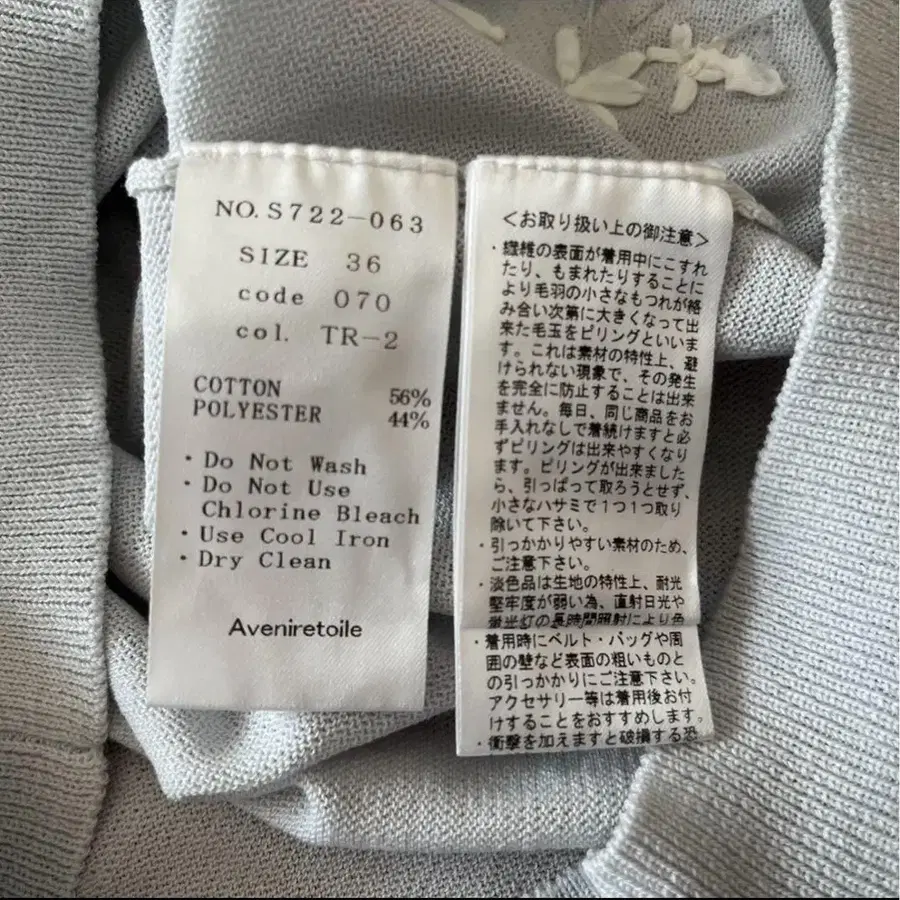 NO. S722-063
SIZE 36
code 070
col. TR-2
COTTON 56%
POLYESTER 44%
・Do Not Wash
・Do Not Use
Chlorine Bleach
・Use Cool Iron
・Dry Clean
Aveniretoile
<お取り扱い上の御注意>
・繊維の表面が着用中にこすれ
たり、もまれたりすることに
より毛羽の小さなもつれが絡
み合い次第に大きくなって出
来た毛玉をピリングといいま
す。これは素材の特性上、避
けられない現象で、その発生
を完全に防止することは出来
ません。毎日、同じ商品をお
手入れなしで着続けますと必
ずピリングは出来やすくなり
ます。ピリングが出来ました
ら、引っぱって取ろうとせず、
小さなハサミで1つ1つ取り
除いて下さい。
・引っかかりやすい素材のため、
ご注意下さい。
・淡色品は生地の特性上、耐光
堅牢度が弱い為、直射日光や
蛍光灯の長時間照射により色
・着用時にベルト・バッグや周
囲の壁など表面の粗いものと
の引っかかりにご注意下さい。
アクセサリー等は着用後お付
けすることをおすすめします。
・衝撃を加えますと破損する恐